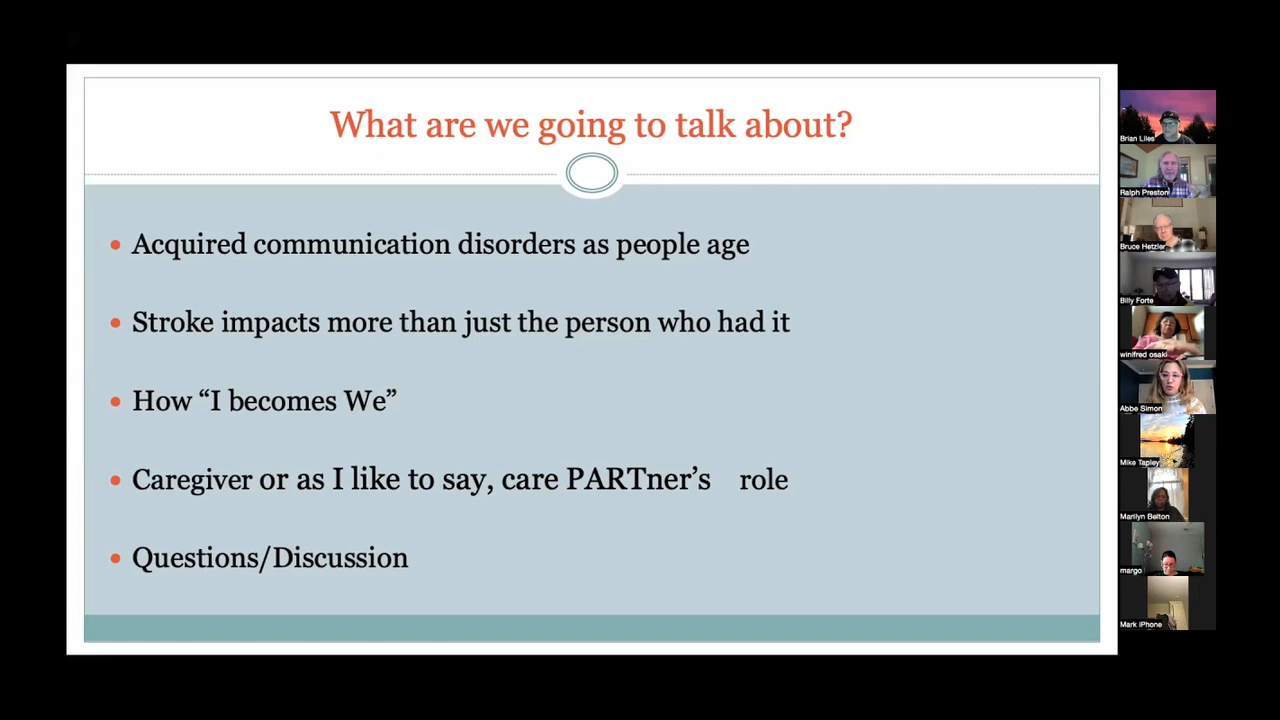 What are we going to talk about?
Acquired communication disorders as people age
Stroke impacts more than just the person who had it
How “I becomes We”
Caregiver or as I like to say, care PARTner’s role
Questions/Discussion
Brian Liles
Ralph Preston
Bruce Hetzler
Billy Forte
winifred osaki
Abbe Simon
Mike Tapley
Marilyn Belton
margo
Mark iPhone